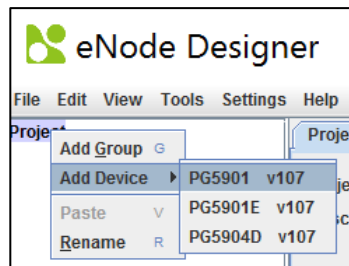 eNode Designer
File Edit View Tools Settings Help
Project
Add Group G
Add Device PG5901 v107
Paste V PG5901E v107
Rename R PG5904D v107